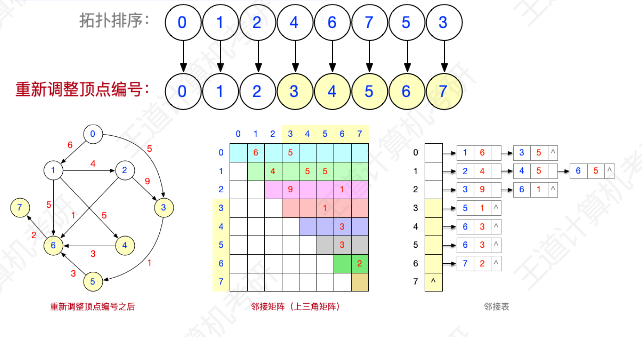 拓扑排序： 0 1 2 4 6 7 5 3
重新调整顶点编号： 0 1 2 3 4 5 6 7
0
6 5
1 4 2
5 1 5 9
7 3
2 6 3 4
3 5 1
重新调整顶点编号之后
0 1 2 3 4 5 6 7
0 6 5
1 4 5 5
2 9 1
3 1
4 3
5 3
6 2
7
邻接矩阵（上三角矩阵）
0 1 6 3 5 ^
1 2 4 4 5 6 5 ^
2 3 9 6 1 ^
3 5 1 ^
4 6 3 ^
5 6 3 ^
6 7 2 ^
7 ^
邻接表
王道计算机考研